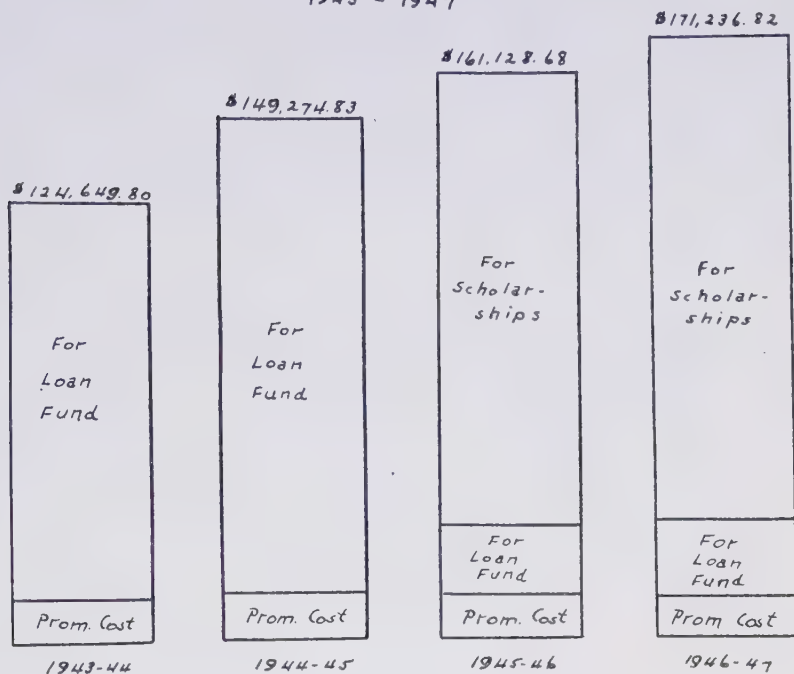 1943 - 1947
$124,649.80
For
Loan
Fund
Prom. Cost
1943-44
$149,274.83
For
Loan
Fund
Prom. Cost
1944-45
$161,128.68
For
Scholar-
ships
For
Loan
Fund
Prom. Cost
1945-46
$171,236.82
For
Scholar-
ships
For
Loan
Fund
Prom Cost
1946-47